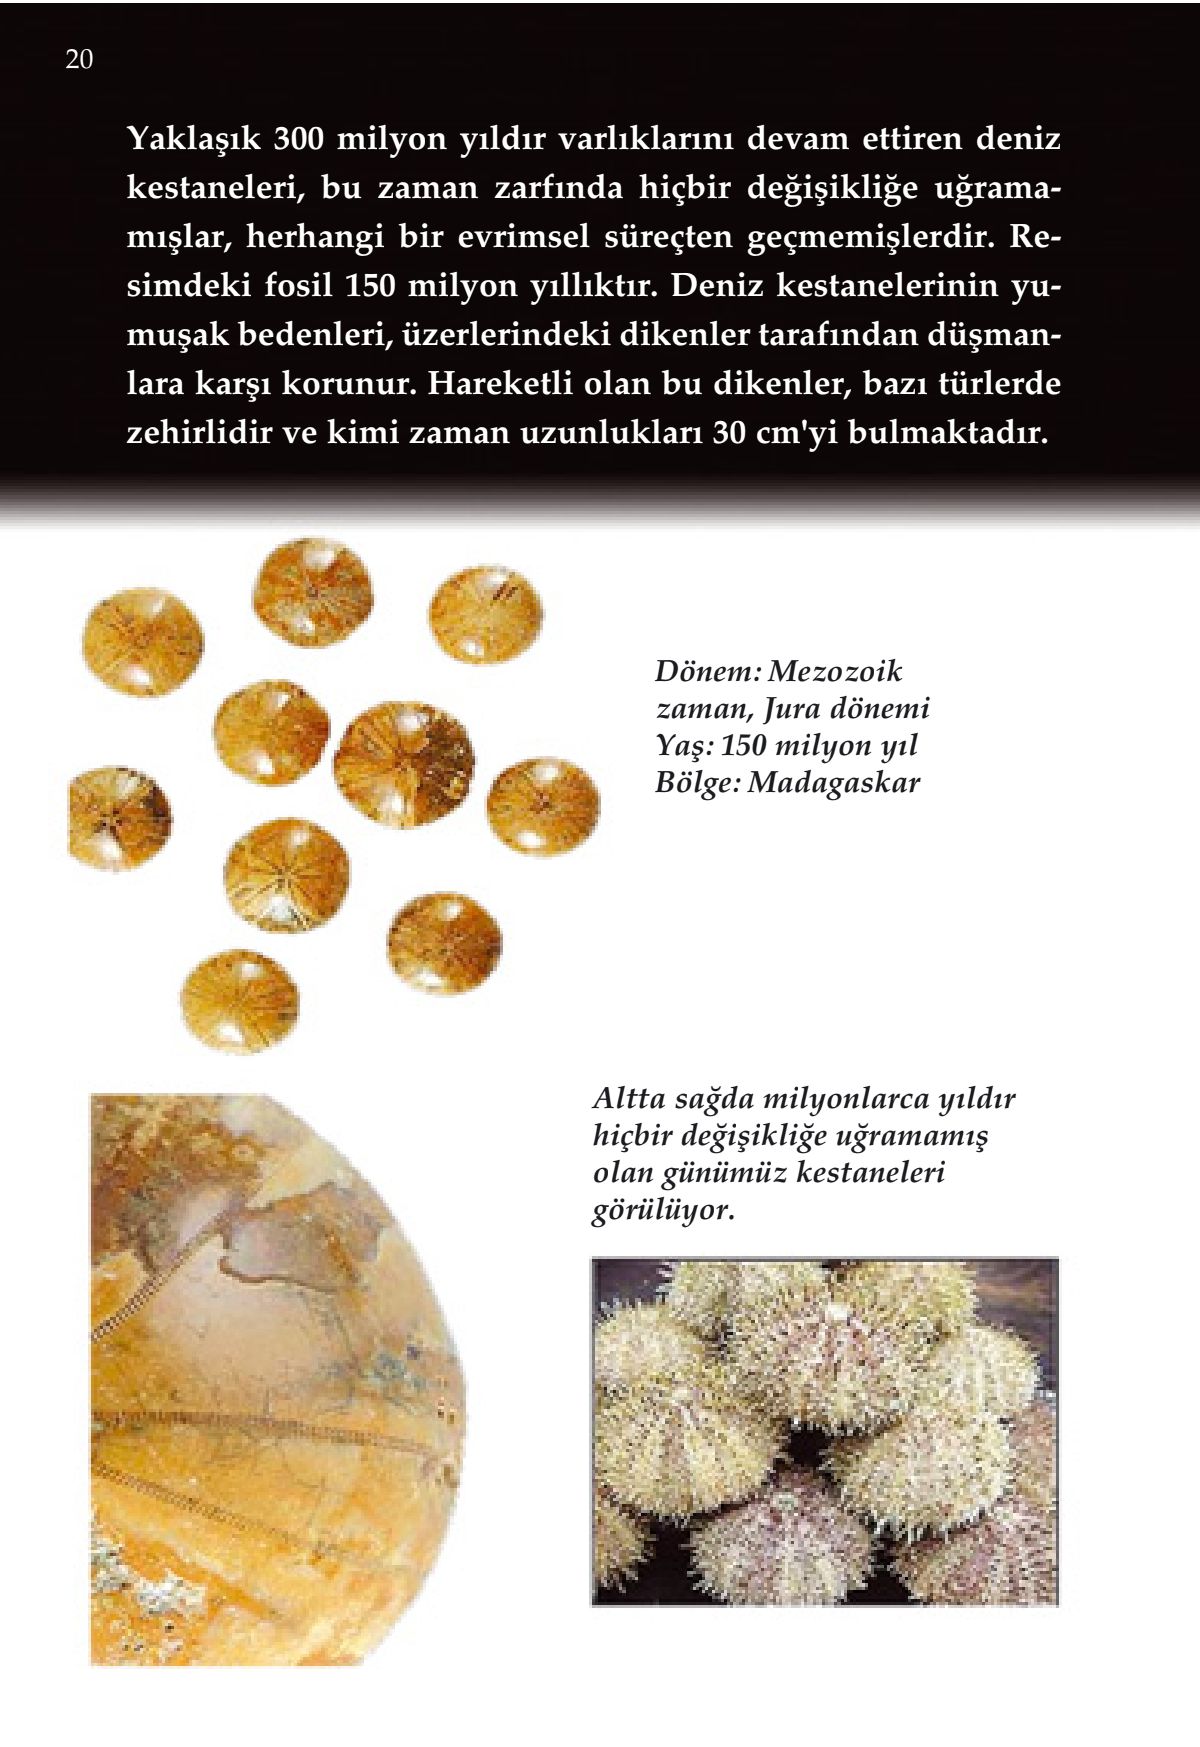 20
Yaklaşık 300 milyon yıldır varlıklarını devam ettiren deniz
kestaneleri, bu zaman zarfında hiçbir değişikliğe uğrama-
mışlar, herhangi bir evrimsel süreçten geçmemişlerdir. Re-
simdeki fosil 150 milyon yıllıktır. Deniz kestanelerinin yu-
muşak bedenleri, üzerlerindeki dikenler tarafından düşman-
lara karşı korunur. Hareketli olan bu dikenler, bazı türlerde
zehirlidir ve kimi zaman uzunlukları 30 cm'yi bulmaktadır.
Dönem: Mezozoik
zaman, Jura dönemi
Yaş: 150 milyon yıl
Bölge: Madagaskar
Altta sağda milyonlarca yıldır
hiçbir değişikliğe uğramamış
olan günümüz kestaneleri
görülüyor.